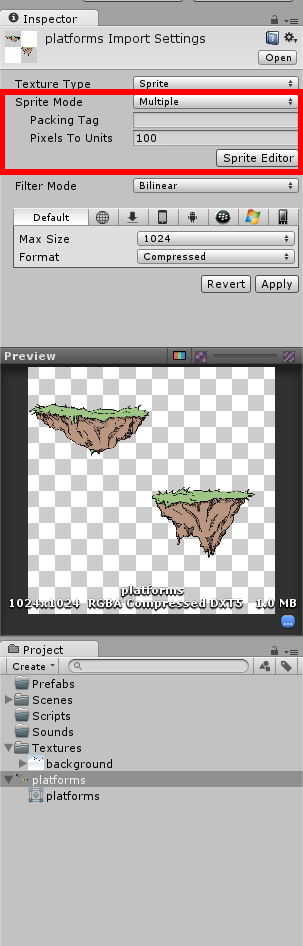 Inspector
platforms Import Settings
Open
Texture Type Sprite
Sprite Mode Multiple
Packing Tag
Pixels To Units 100
Sprite Editor
Filter Mode Bilinear
Default
Max Size 1024
Format Compressed
Revert Apply
Preview
platforms
1024x1024 RGBA Compressed DXT5 1.0 MB
Project
Create
Prefabs
Scenes
Scripts
Sounds
Textures
background
platforms
platforms